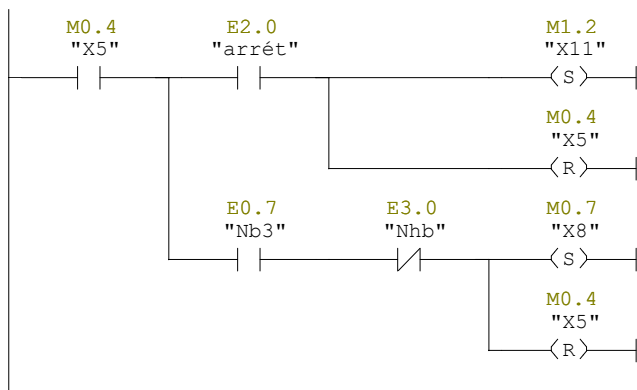 M0.4 E2.0 M1.2
"X5" "arrét" "X11"
S
M0.4
"X5"
R
E0.7 E3.0 M0.7
"Nb3" "Nhb" "X8"
S
M0.4
"X5"
R